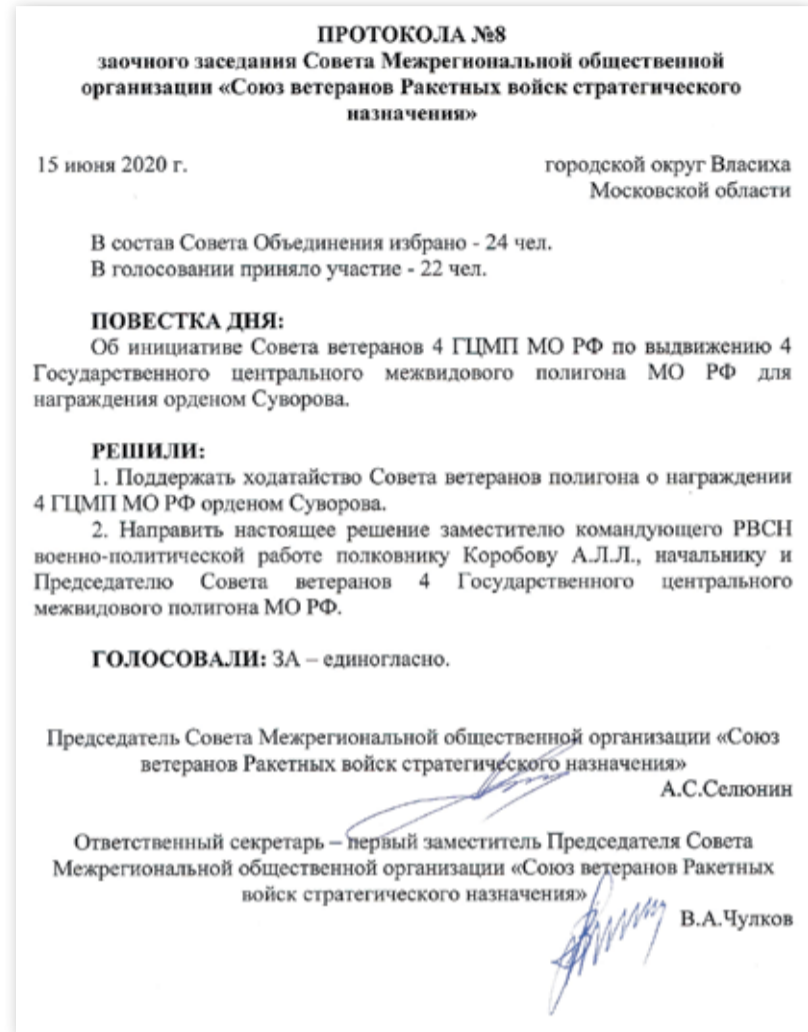 ПРОТОКОЛА №8
заочного заседания Совета Межрегиональной общественной
организации «Союз ветеранов Ракетных войск стратегического
назначения»
15 июня 2020 г. городской округ Власиха
Московской области
В состав Совета Объединения избрано - 24 чел.
В голосовании приняло участие - 22 чел.
ПОВЕСТКА ДНЯ:
Об инициативе Совета ветеранов 4 ГЦМП МО РФ по выдвижению 4
Государственного центрального межвидового полигона МО РФ для
награждения орденом Суворова.
РЕШИЛИ:
1. Поддержать ходатайство Совета ветеранов полигона о награждении
4 ГЦМП МО РФ орденом Суворова.
2. Направить настоящее решение заместителю командующего РВСН
военно-политической работе полковнику Коробову А.Л.Л., начальнику и
Председателю Совета ветеранов 4 Государственного центрального
межвидового полигона МО РФ.
ГОЛОСОВАЛИ: ЗА – единогласно.
Председатель Совета Межрегиональной общественной организации «Союз
ветеранов Ракетных войск стратегического назначения»
А.С.Селюнин
Ответственный секретарь – первый заместитель Председателя Совета
Межрегиональной общественной организации «Союз ветеранов Ракетных
войск стратегического назначения»
В.А.Чулков